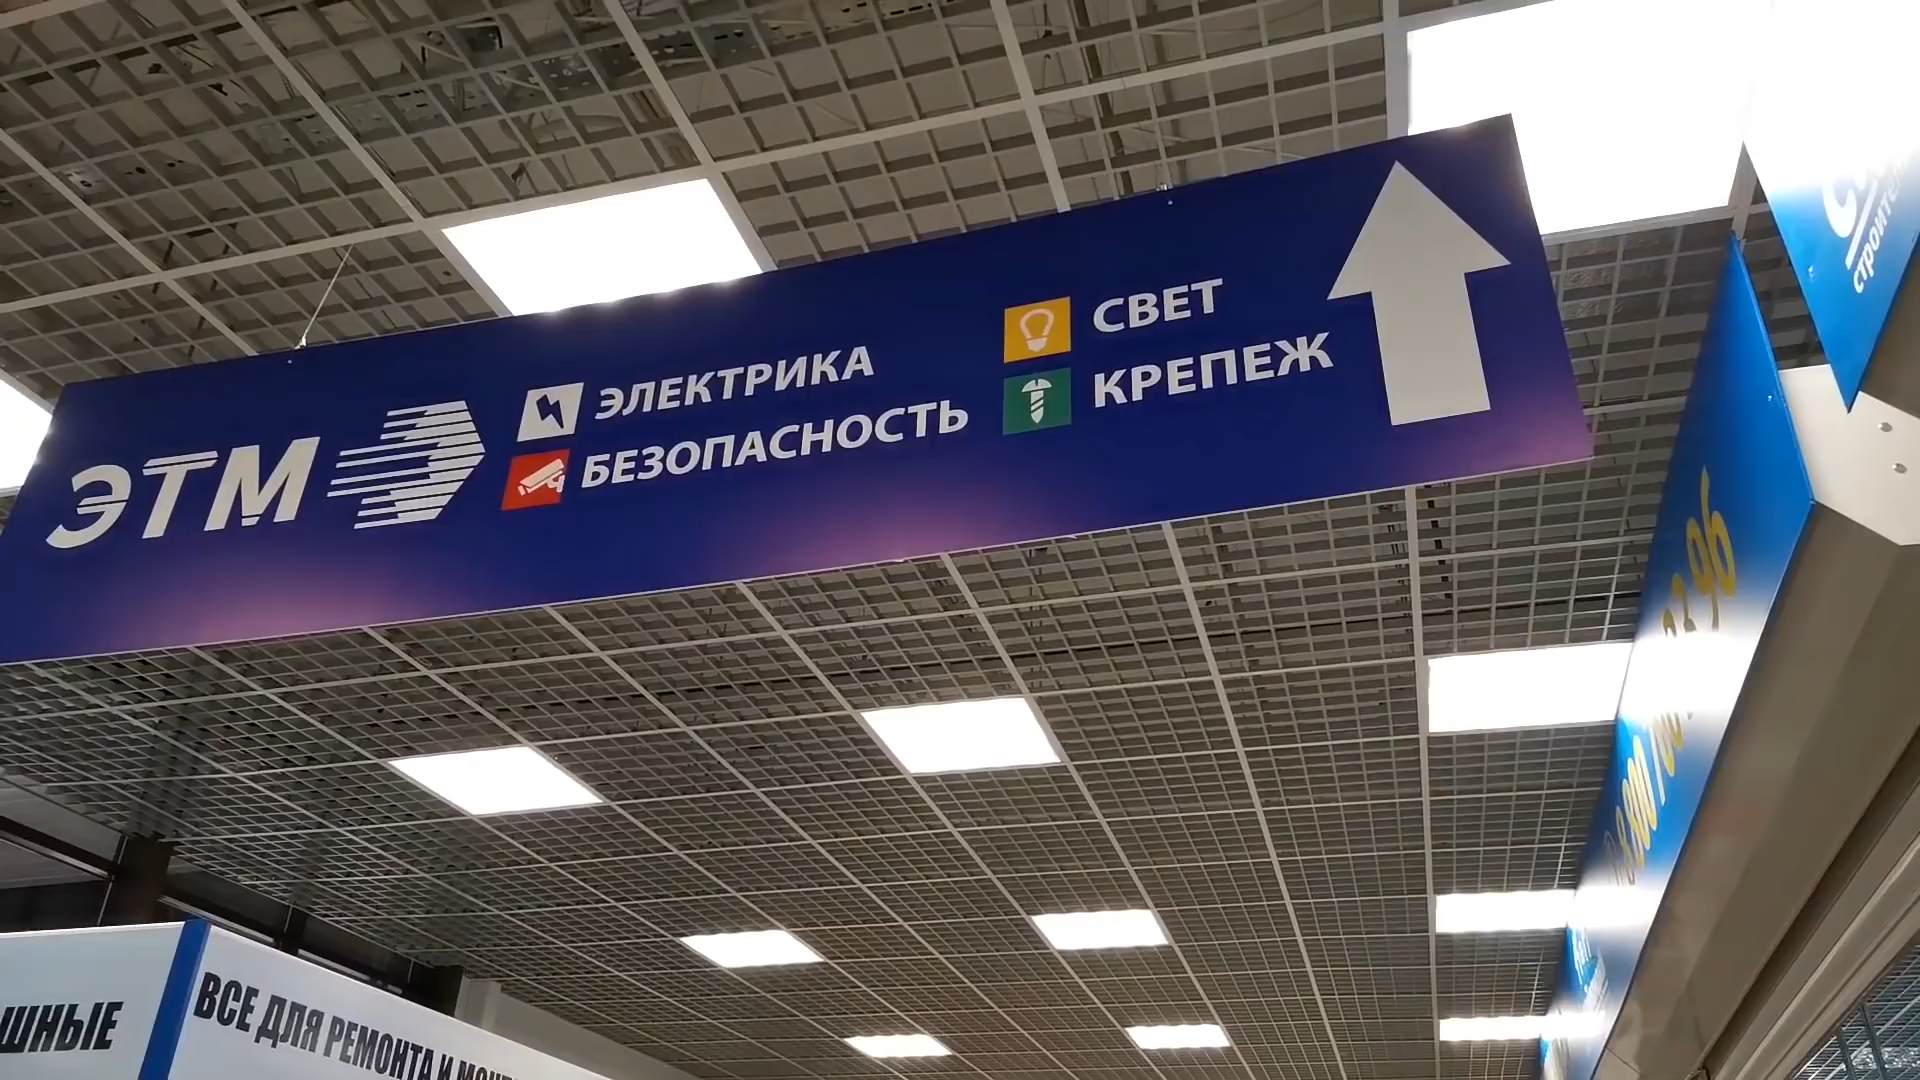 ЭТМ
ЭЛЕКТРИКА
БЕЗОПАСНОСТЬ
СВЕТ
КРЕПЕЖ
ВСЕ ДЛЯ РЕМОНТА И